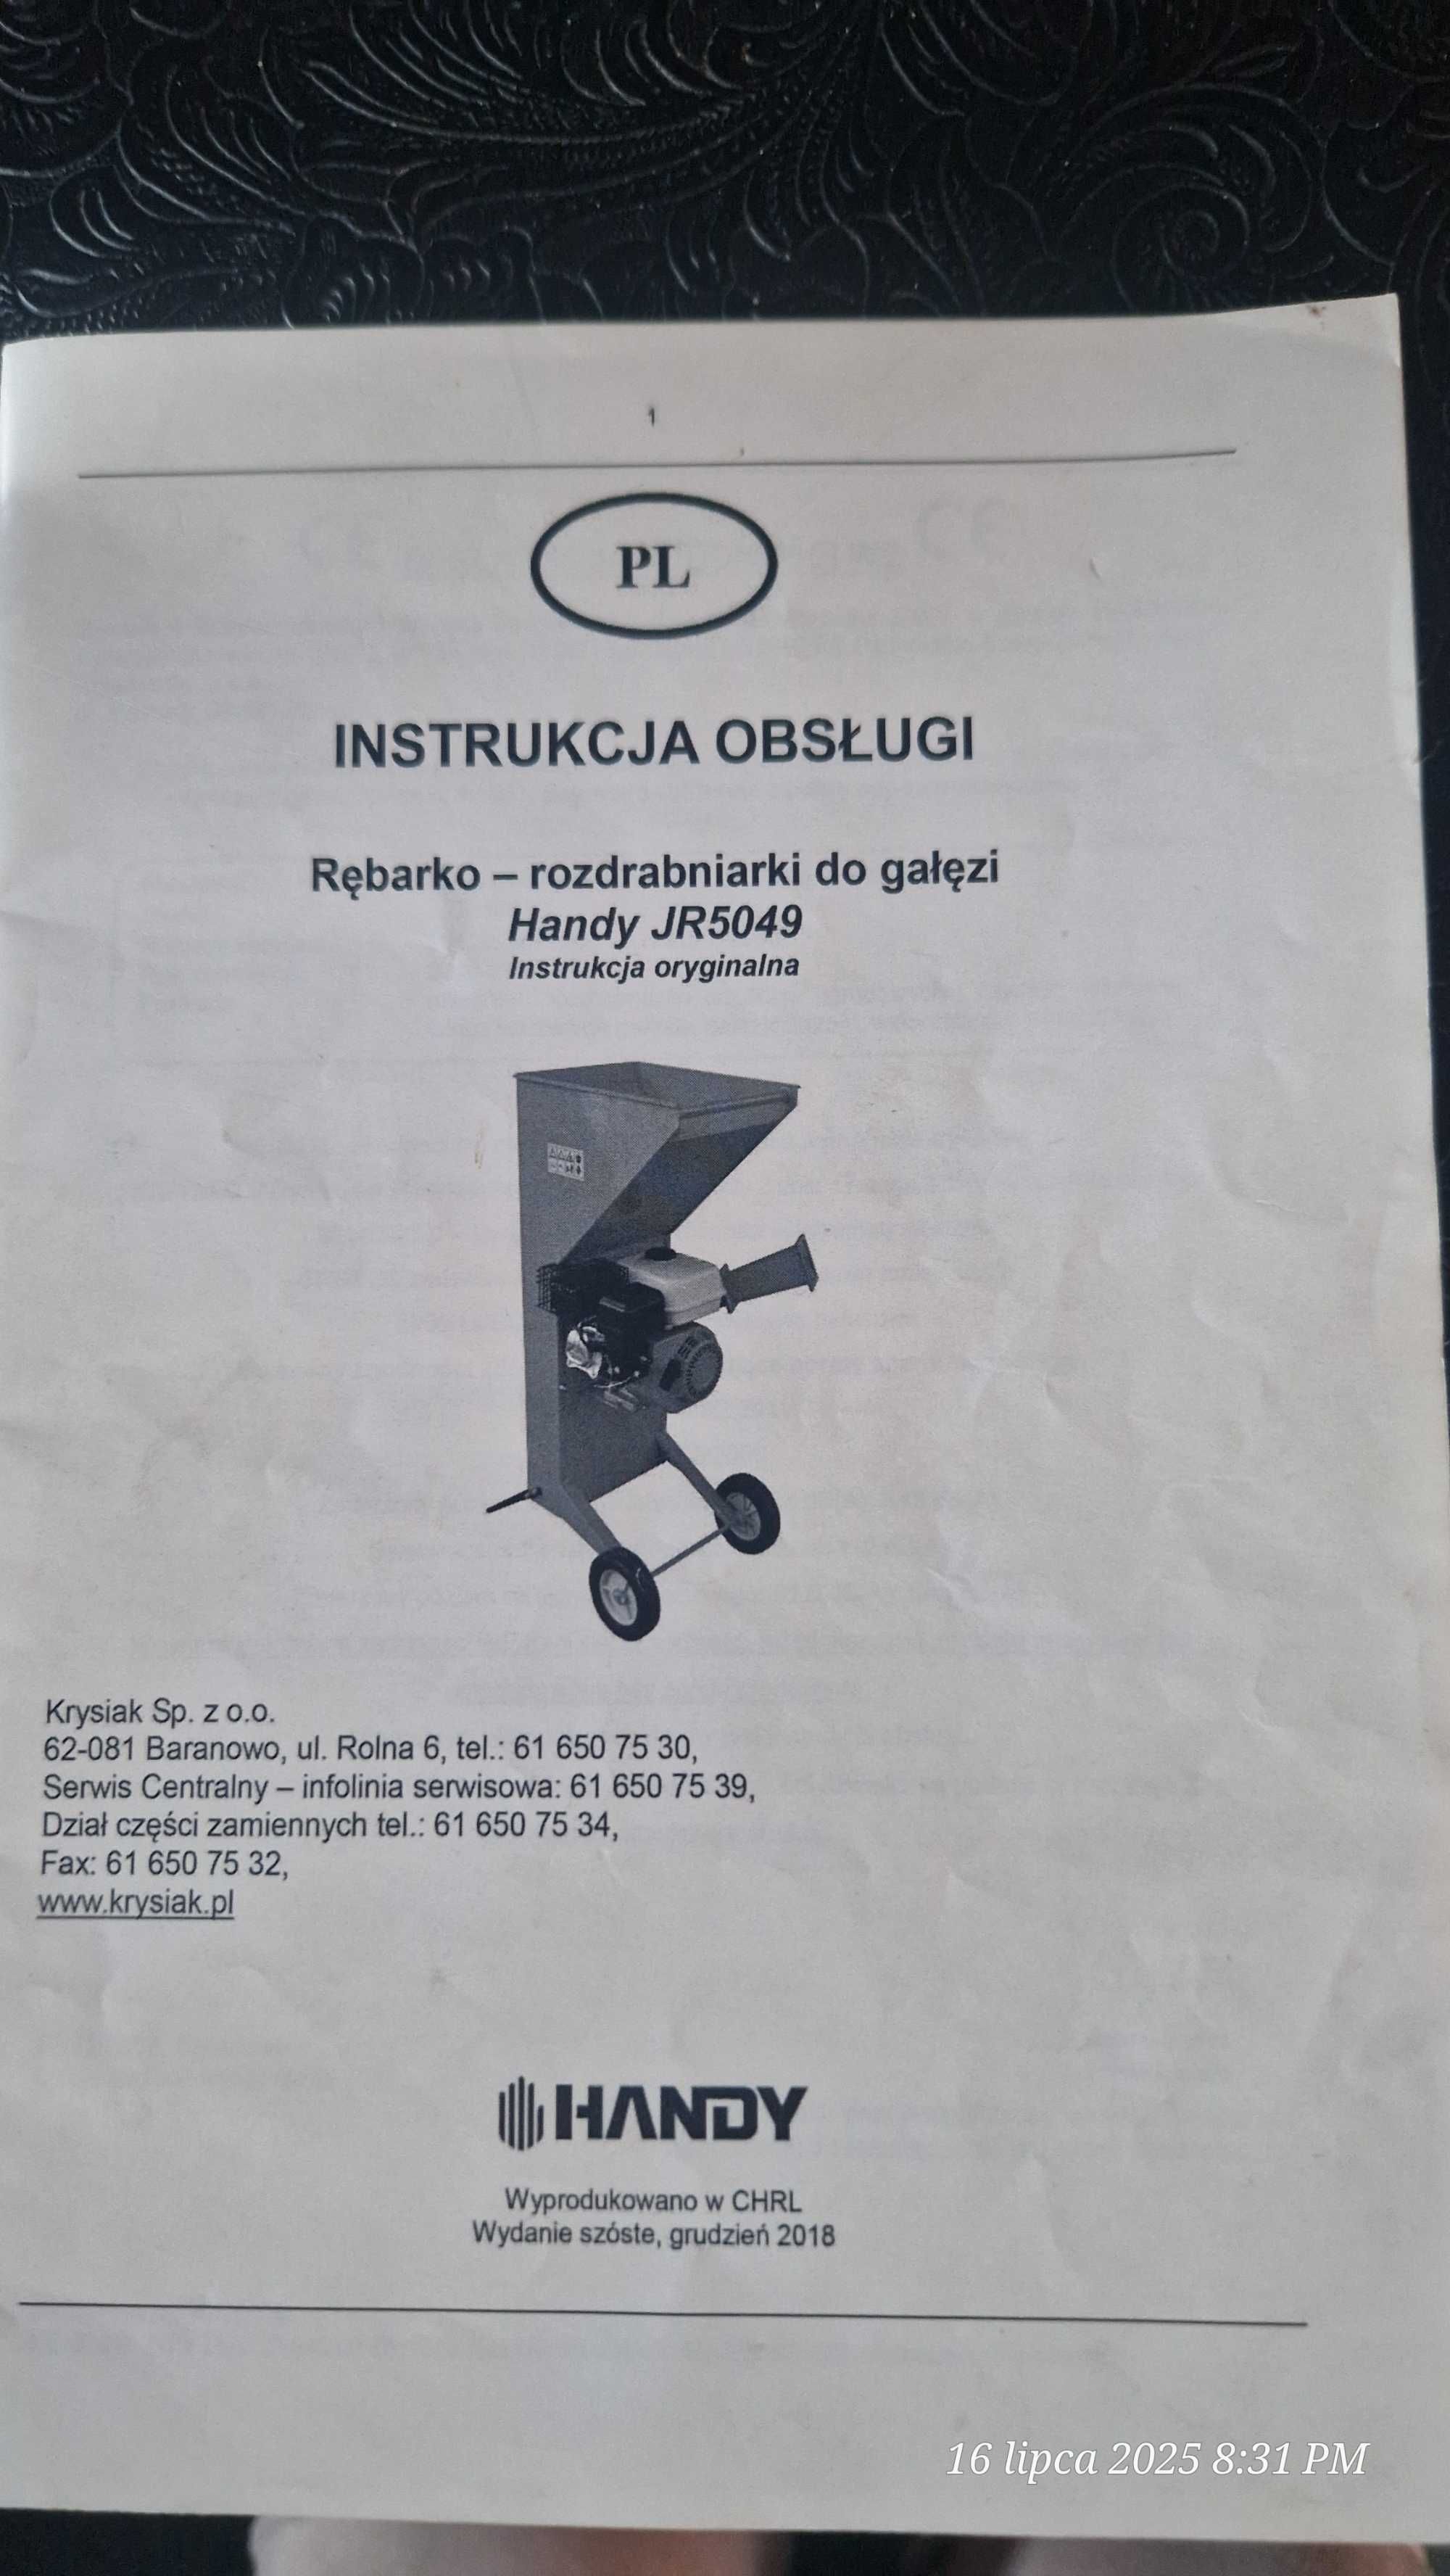 1
PL
INSTRUKCJA OBSŁUGI
Rębarko – rozdrabniarki do gałęzi
Handy JR5049
Instrukcja oryginalna
Krysiak Sp. z o.o.
62-081 Baranowo, ul. Rolna 6, tel.: 61 650 75 30,
Serwis Centralny – infolinia serwisowa: 61 650 75 39,
Dział części zamiennych tel.: 61 650 75 34,
Fax: 61 650 75 32,
www.krysiak.pl
HANDY
Wyprodukowano w CHRL
Wydanie szóste, grudzień 2018
16 lipca 2025 8:31 PM